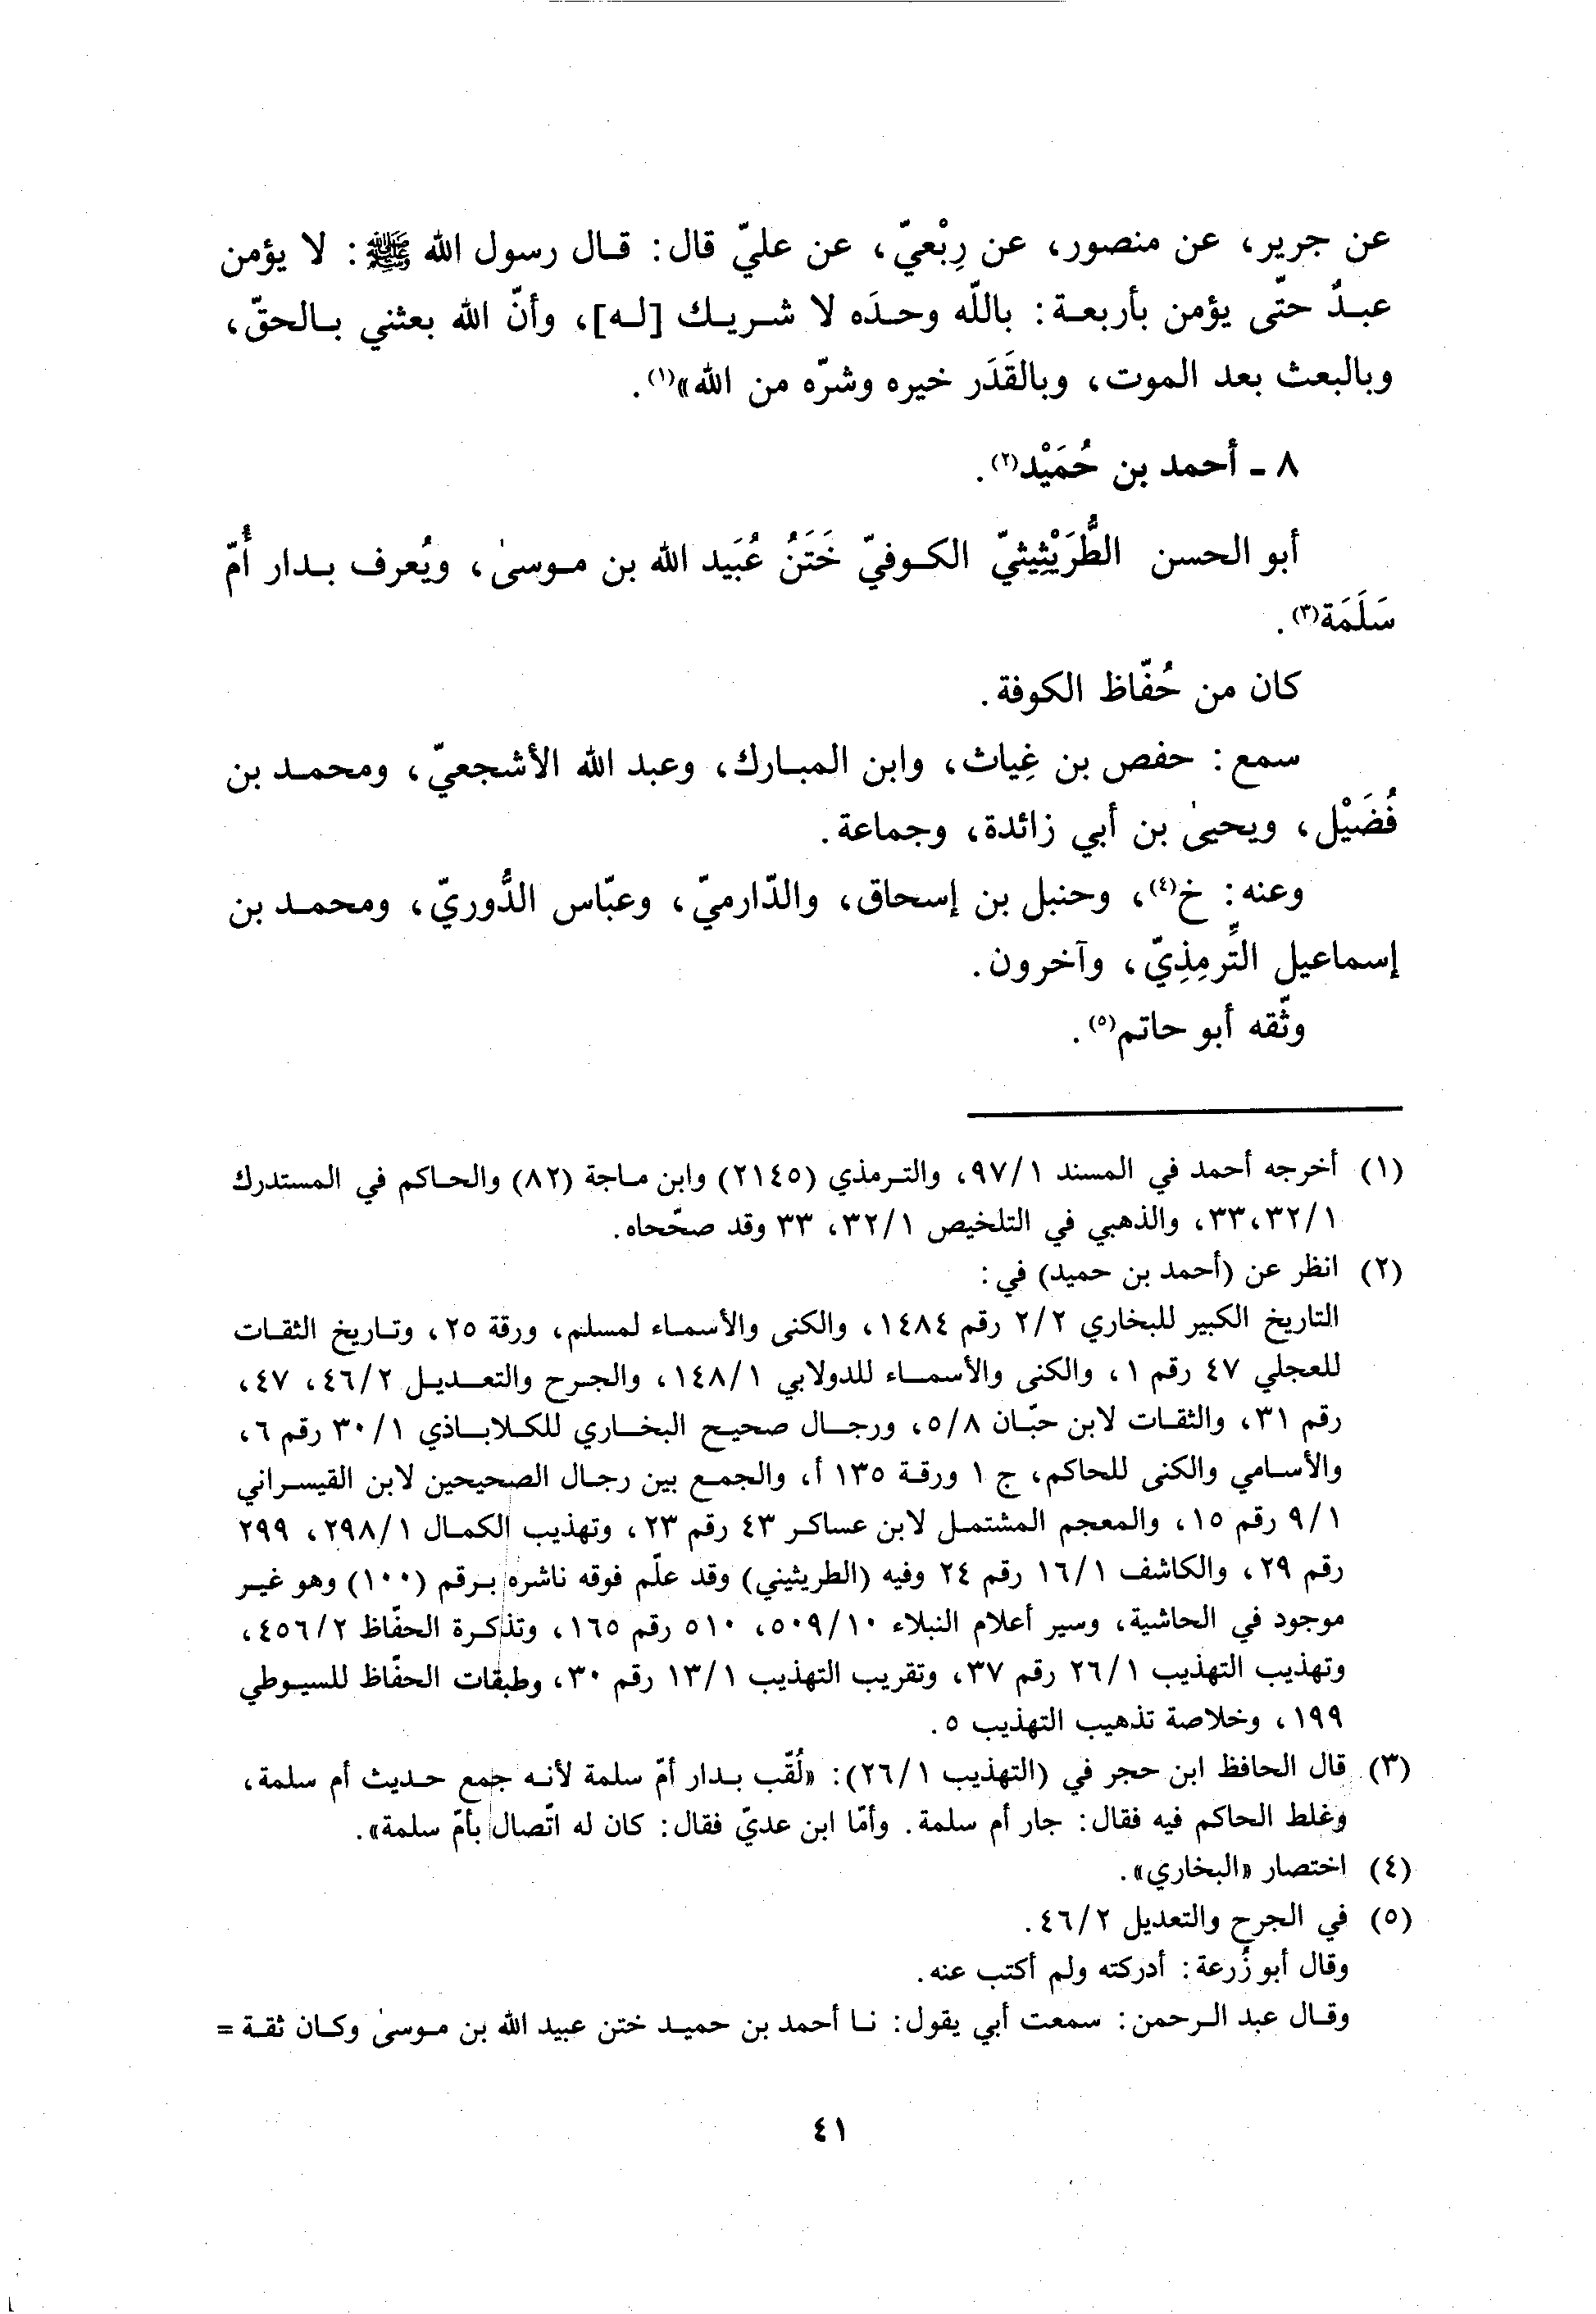 عن جرير، عن منصور، عن رِبْعيّ، عن عليّ قال: قال رسول الله ﷺ: لا يؤمن
عبدٌ حتّى يؤمن بأربعة: باللّه وحدَه لا شريك [له]، وأنّ الله بعثني بالحقّ،
وبالبعث بعد الموت، وبالقَدَر خيره وشرّه من الله»(١).
٨ - أحمد بن حُمَيْد(٢).
أبو الحسن الطُّرَيْثِيثيّ الكوفيّ خَتَنُ عُبَيد الله بن موسىٰ، ويُعرف بدار أُمّ
سَلَمَة(٣).
كان من حُفّاظ الكوفة.
سمع: حفص بن غِياث، وابن المبارك، وعبد الله الأشجعيّ، ومحمد بن
فُضَيْل، ويحيىٰ بن أبي زائدة، وجماعة.
وعنه: خ(٤)، وحنبل بن إسحاق، والدّارميّ، وعبّاس الدُّوريّ، ومحمد بن
إسماعيل التِّرمِذِيّ، وآخرون.
وثّقه أبو حاتم(٥).
(١) أخرجه أحمد في المسند ٩٧/١، والترمذي (٢١٤٥) وابن ماجة (٨٢) والحاكم في المستدرك
٣٣،٣٢/١، والذهبي في التلخيص ٣٢/١، ٣٣ وقد صحّحاه.
(٢) انظر عن (أحمد بن حميد) في:
التاريخ الكبير للبخاري ٢/٢ رقم ١٤٨٤، والكنى والأسماء لمسلم، ورقة ٢٥، وتاريخ الثقات
للعجلي ٤٧ رقم ١، والكنى والأسماء للدولابي ١٤٨/١، والجرح والتعديل ٤٦/٢، ٤٧،
رقم ٣١، والثقات لابن حبّان ٥/٨، ورجال صحيح البخاري للكلاباذي ٣٠/١ رقم ٦،
والأسامي والكنى للحاكم، ج ١ ورقة ١٣٥ أ، والجمع بين رجال الصحيحين لابن القيسراني
٩/١ رقم ١٥، والمعجم المشتمل لابن عساكر ٤٣ رقم ٢٣، وتهذيب الكمال ٢٩٨/١، ٢٩٩
رقم ٢٩، والكاشف ١٦/١ رقم ٢٤ وفيه (الطريثيني) وقد علّم فوقه ناشره برقم (١٠٠) وهو غير
موجود في الحاشية، وسير أعلام النبلاء ٥٠٩/١٠، ٥١٠ رقم ١٦٥، وتذكرة الحفّاظ ٤٥٦/٢،
وتهذيب التهذيب ٢٦/١ رقم ٣٧، وتقريب التهذيب ١٣/١ رقم ٣٠، وطبقات الحفّاظ للسيوطي
١٩٩، وخلاصة تذهيب التهذيب ٥.
(٣) قال الحافظ ابن حجر في (التهذيب ٢٦/١): «لُقّب بدار أمّ سلمة لأنه جمع حديث أم سلمة،
وغلط الحاكم فيه فقال: جار أم سلمة. وأمّا ابن عديّ فقال: كان له اتّصال بأمّ سلمة».
(٤) اختصار «البخاري».
(٥) في الجرح والتعديل ٤٦/٢.
وقال أبو زُرعة: أدركته ولم أكتب عنه.
وقال عبد الرحمن: سمعت أبي يقول: نا أحمد بن حميد ختن عبيد الله بن موسىٰ وكان ثقة =
٤١